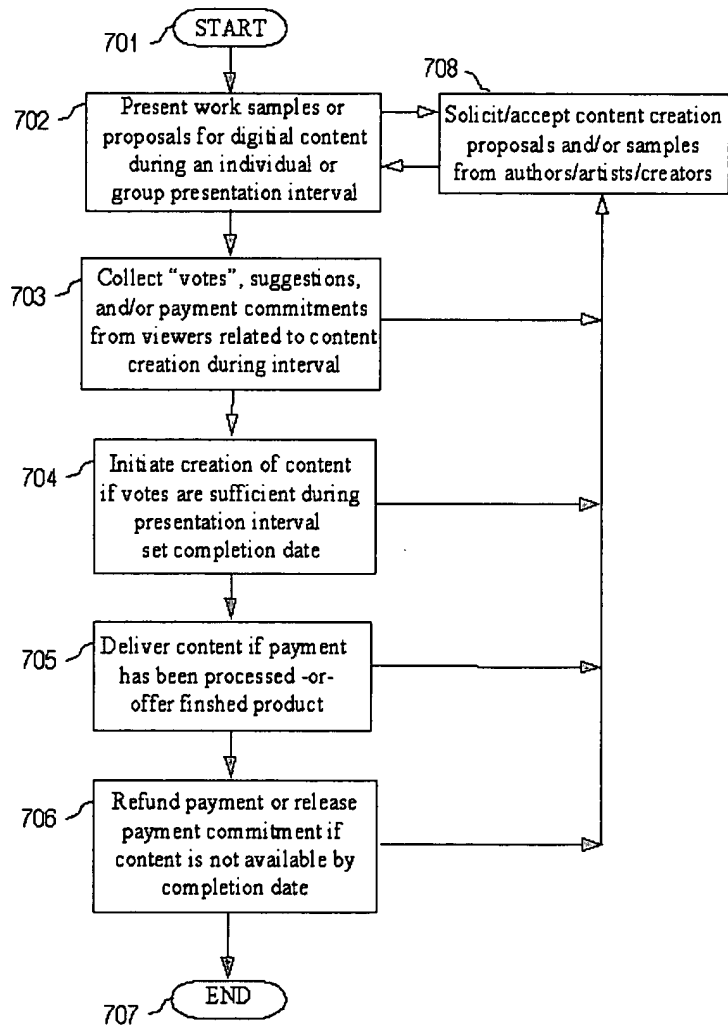 701
START
702
Present work samples or
proposals for digitial content
during an individual or
group presentation interval
708
Solicit/accept content creation
proposals and/or samples
from authors/artists/creators
703
Collect "votes", suggestions,
and/or payment commitments
from viewers related to content
creation during interval
704
Initiate creation of content
if votes are sufficient during
presentation interval
set completion date
705
Deliver content if payment
has been processed -or-
offer finshed product
706
Refund payment or release
payment commitment if
content is not available by
completion date
707
END